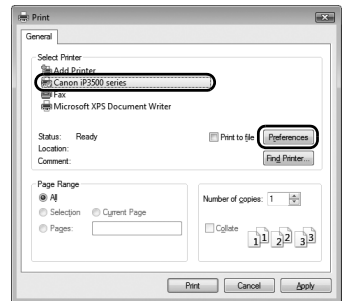 Print
General
Select Printer
Add Printer
Canon iP3500 series
Fax
Microsoft XPS Document Writer
Status: Ready
Print to file
Preferences
Location:
Comment:
Find Printer...
Page Range
All
Selection
Current Page
Pages:
Number of copies: 1
Collate
1 1 2 2 3 3
Print
Cancel
Apply